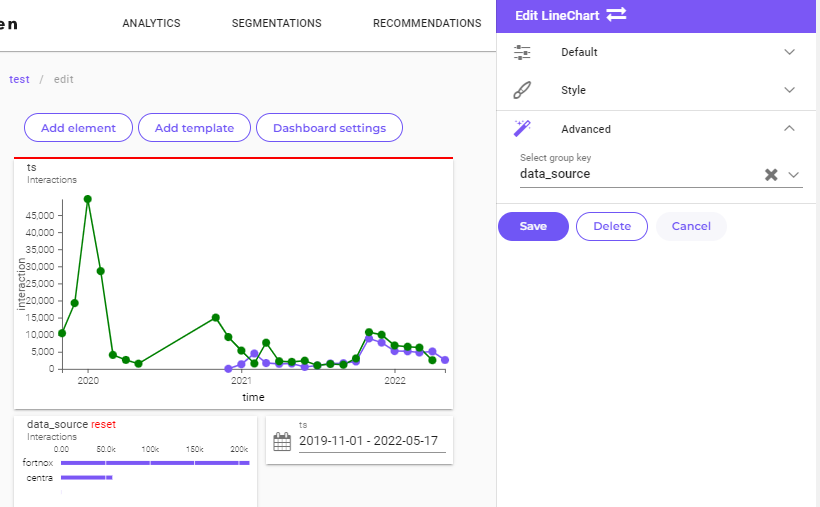 en
ANALYTICS SEGMENTATIONS RECOMMENDATIONS
test / edit
Add element Add template Dashboard settings
ts
Interactions
45,000
40,000
35,000
30,000
25,000
20,000
15,000
10,000
5,000
0
interaction
2020 2021 2022
time
data_source reset
Interactions
0.00 50.0k 100k 150k 200k
fortnox
centra
ts
2019-11-01 - 2022-05-17
Edit LineChart
Default
Style
Advanced
Select group key
data_source
Save Delete Cancel